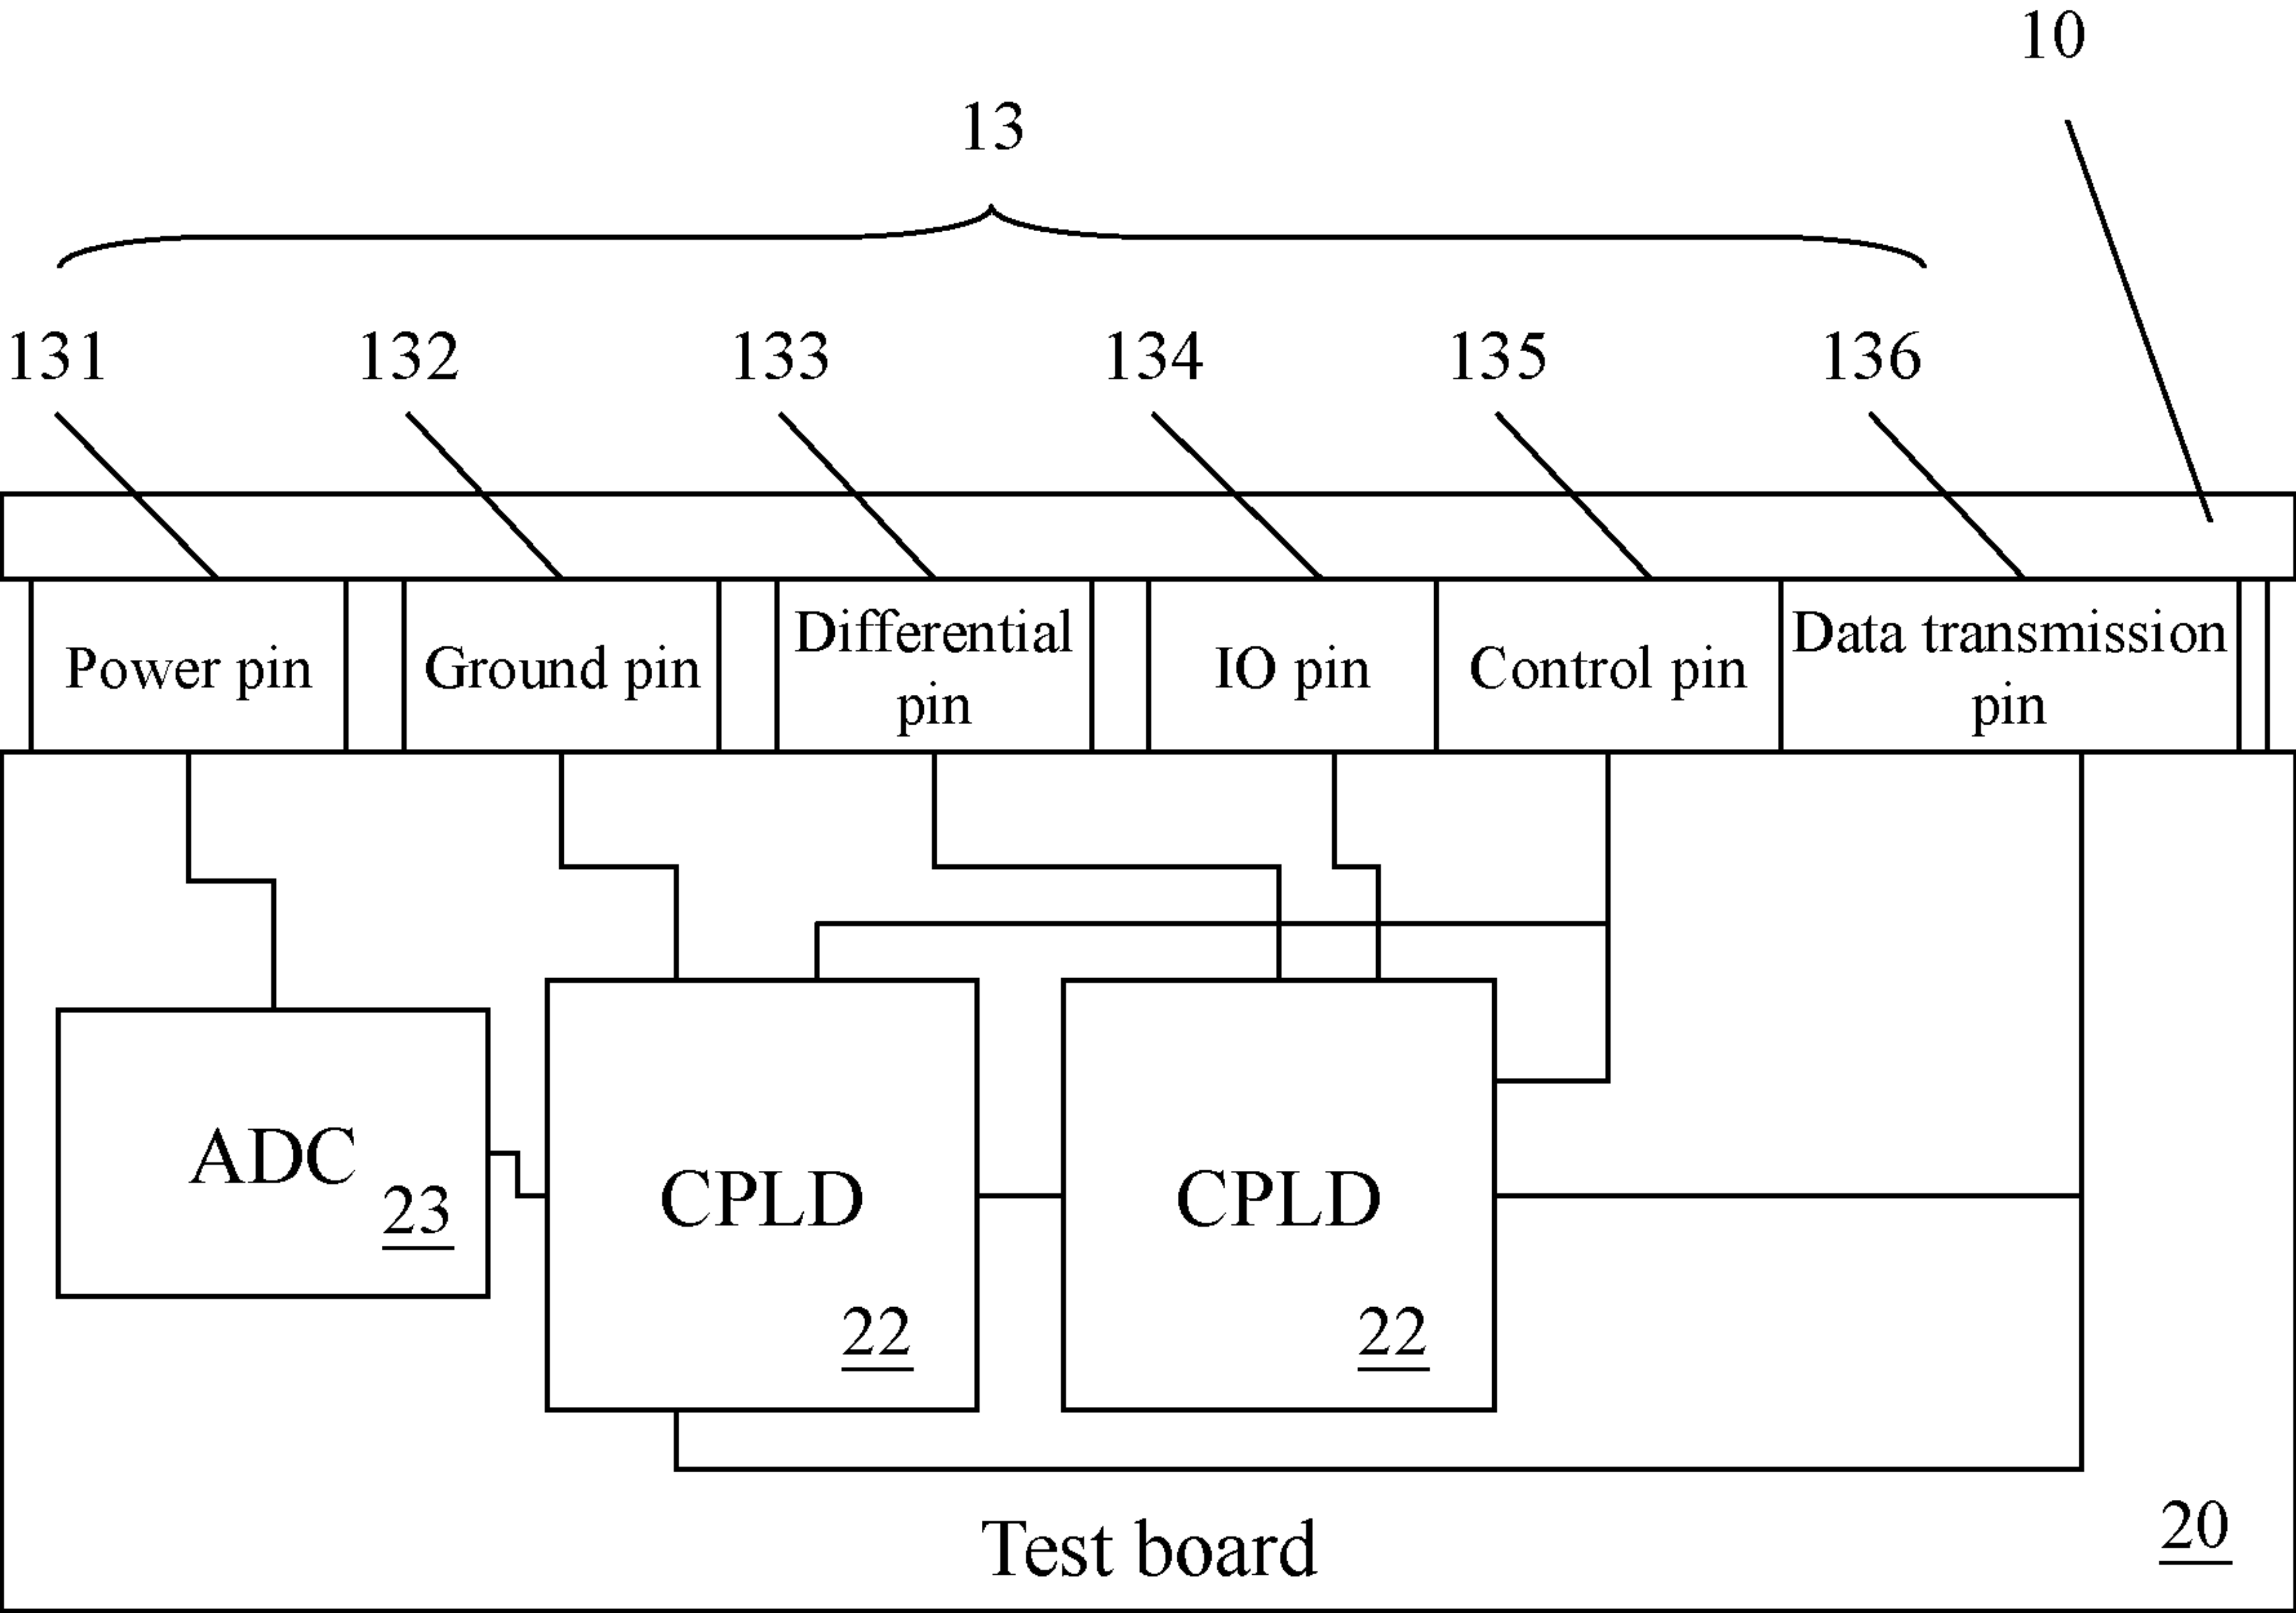 10
13
131
132
133
134
135
136
Power pin
Ground pin
Differential
pin
IO pin
Control pin
Data transmission
pin
ADC
23
CPLD
22
CPLD
22
Test board
20